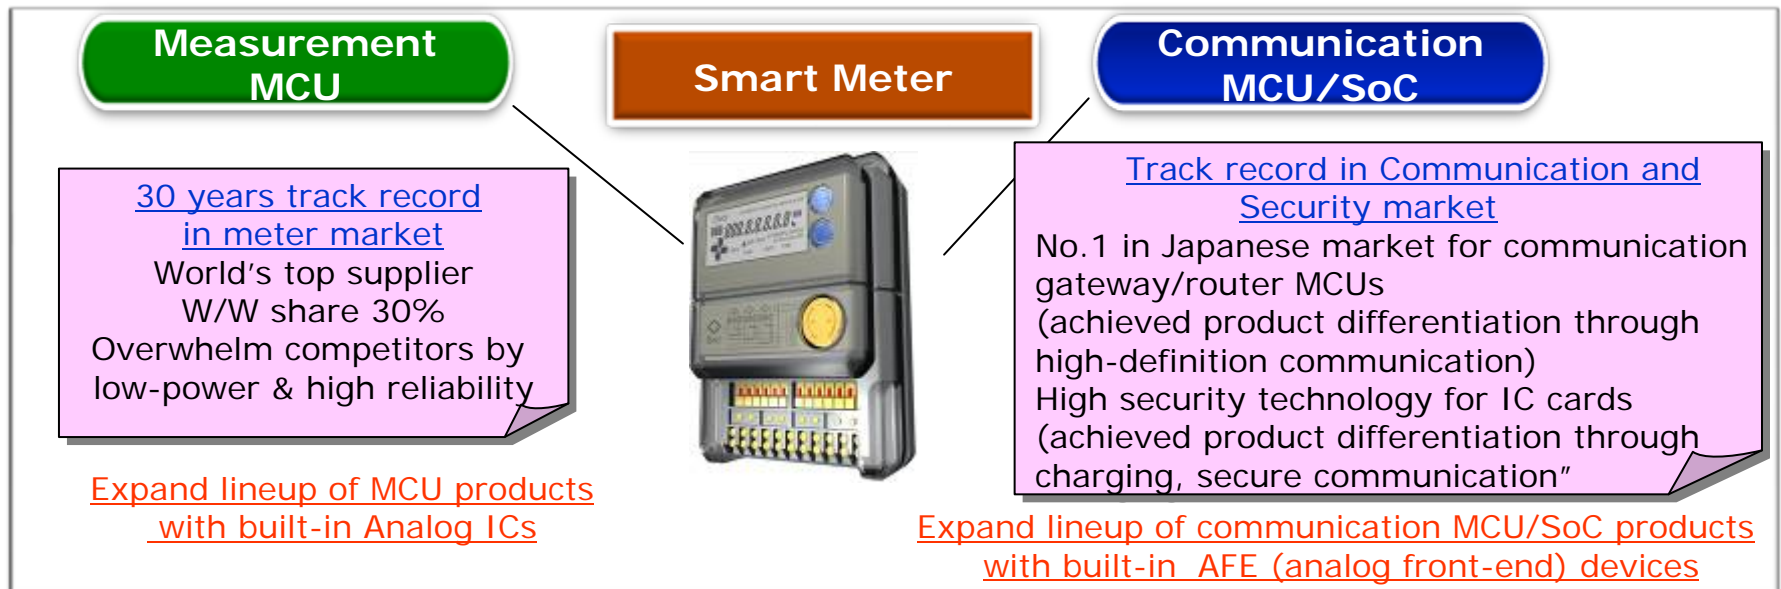 Measurement
MCU
Smart Meter
Communication
MCU/SoC
30 years track record
in meter market
World's top supplier
W/W share 30%
Overwhelm competitors by
low-power & high reliability
Expand lineup of MCU products
with built-in Analog ICs
Track record in Communication and
Security market
No.1 in Japanese market for communication
gateway/router MCUs
(achieved product differentiation through
high-definition communication)
High security technology for IC cards
(achieved product differentiation through
charging, secure communication”
Expand lineup of communication MCU/SoC products
with built-in AFE (analog front-end) devices